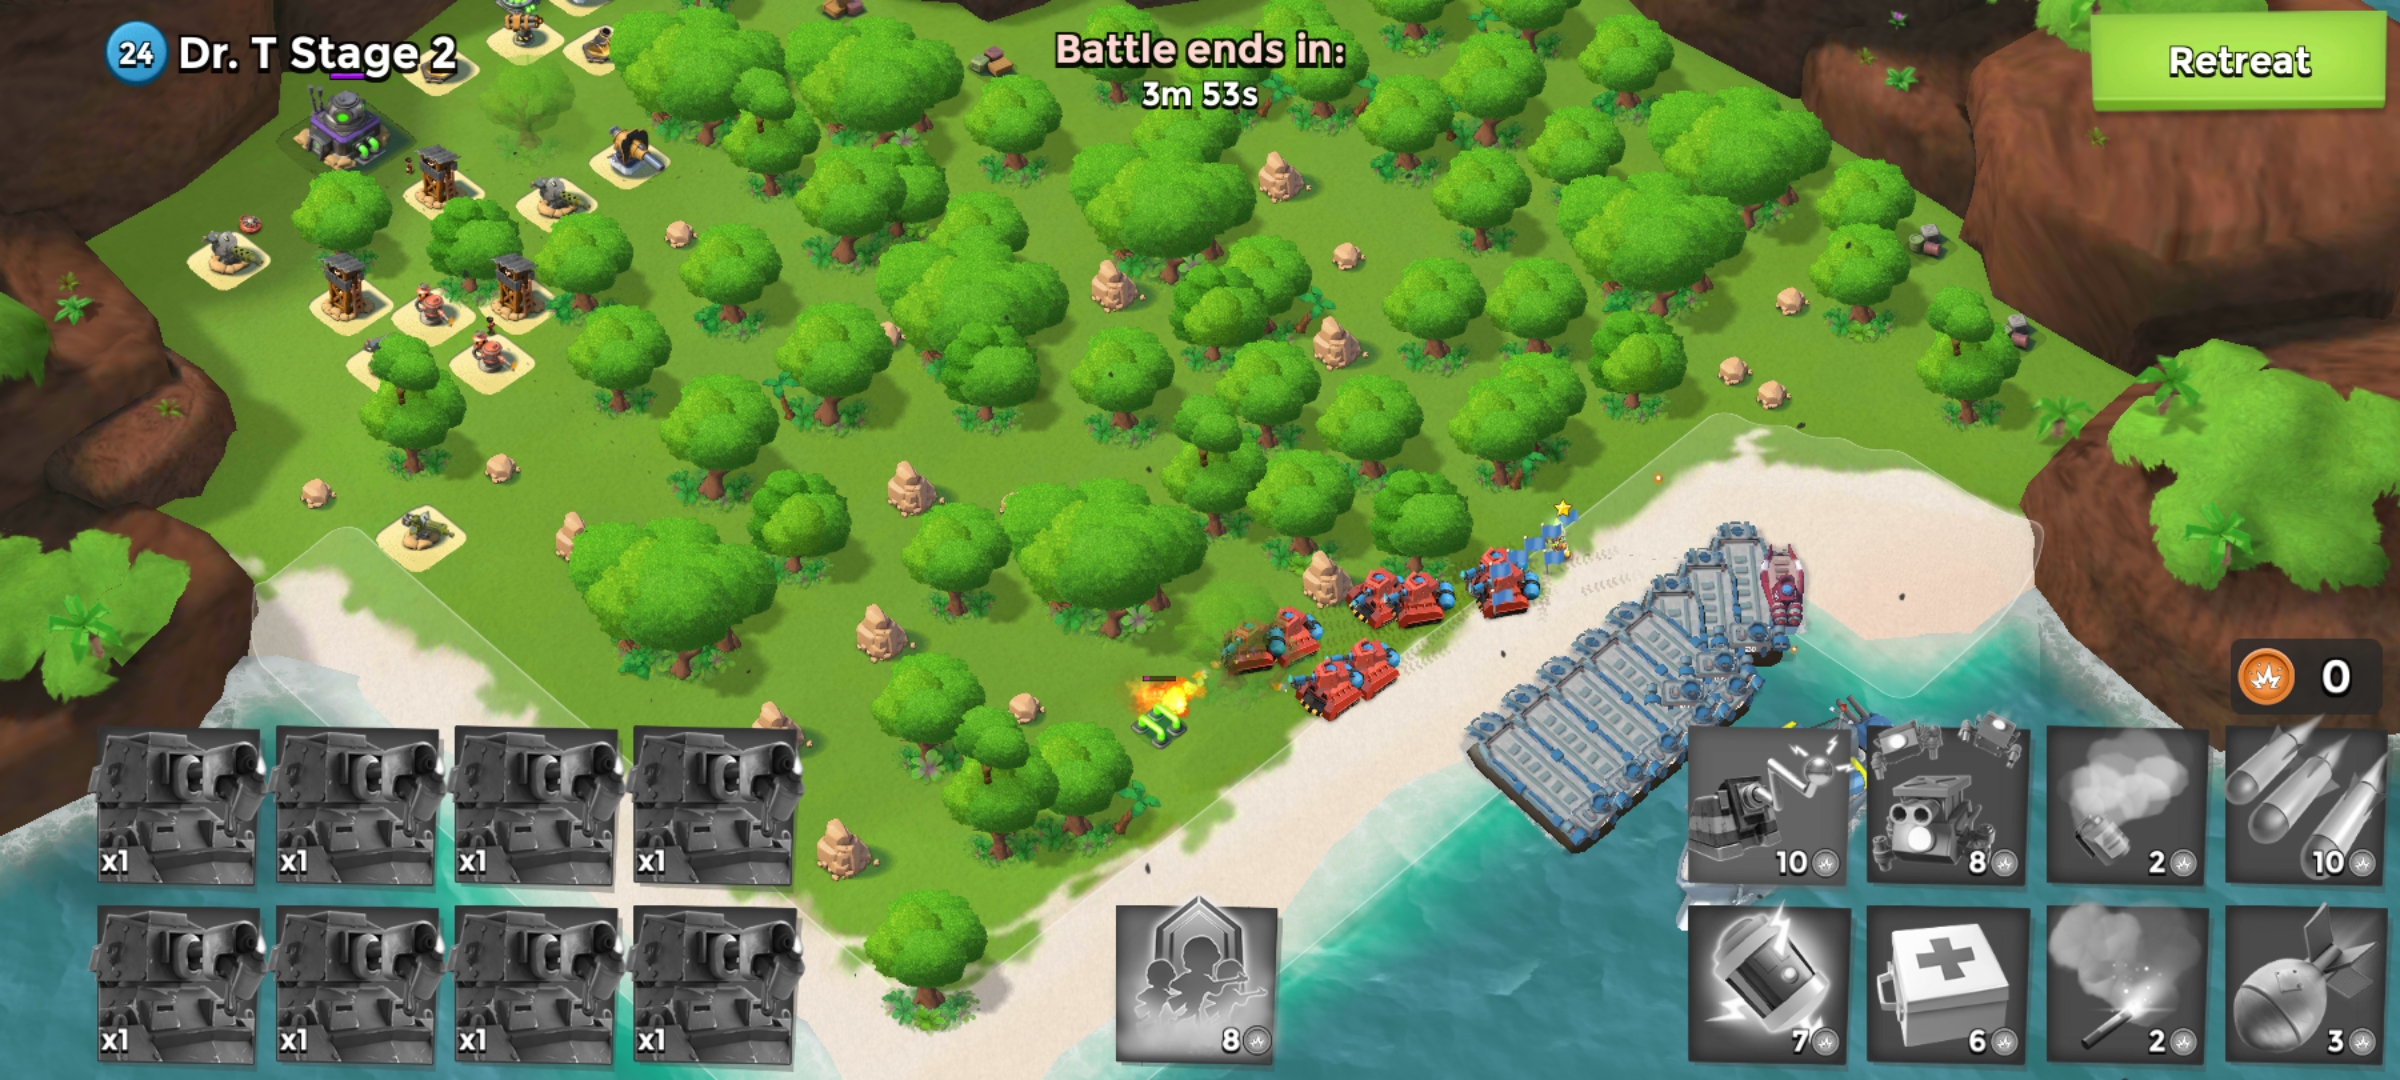 24 Dr. T Stage 2
Battle ends in:
3m 53s
Retreat
0
x1 x1 x1 x1
10 8 2 10
x1 x1 x1 x1
8
7 6 2 3